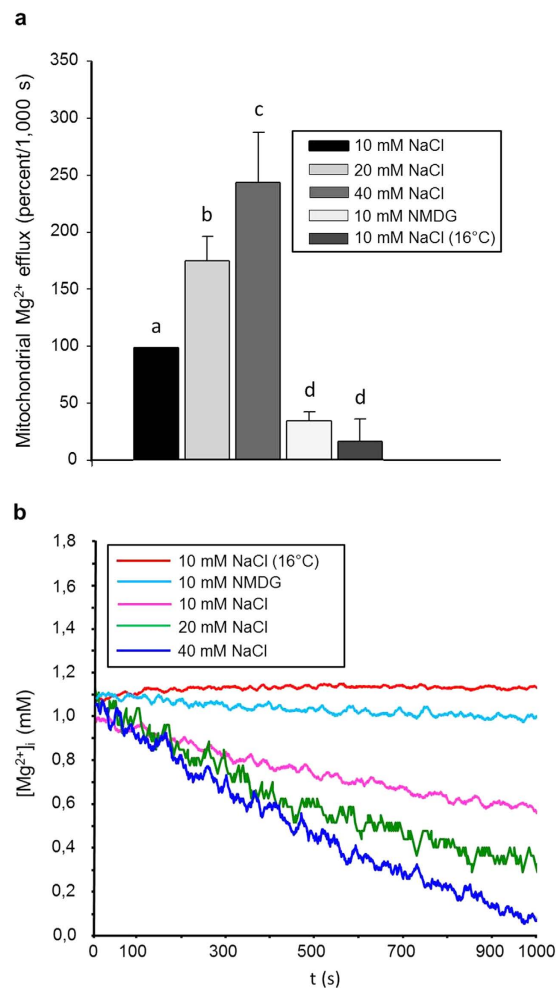 a
Mitochondrial Mg²⁺ efflux (percent/1,000 s)
350
300
250
200
150
100
50
0
a
b
c
d
d
10 mM NaCl
20 mM NaCl
40 mM NaCl
10 mM NMDG
10 mM NaCl (16°C)
b
[Mg²⁺]i (mM)
1,8
1,6
1,4
1,2
1,0
0,8
0,6
0,4
0,2
0,0
10 mM NaCl (16°C)
10 mM NMDG
10 mM NaCl
20 mM NaCl
40 mM NaCl
0 100 300 500 700 900 1000
t (s)